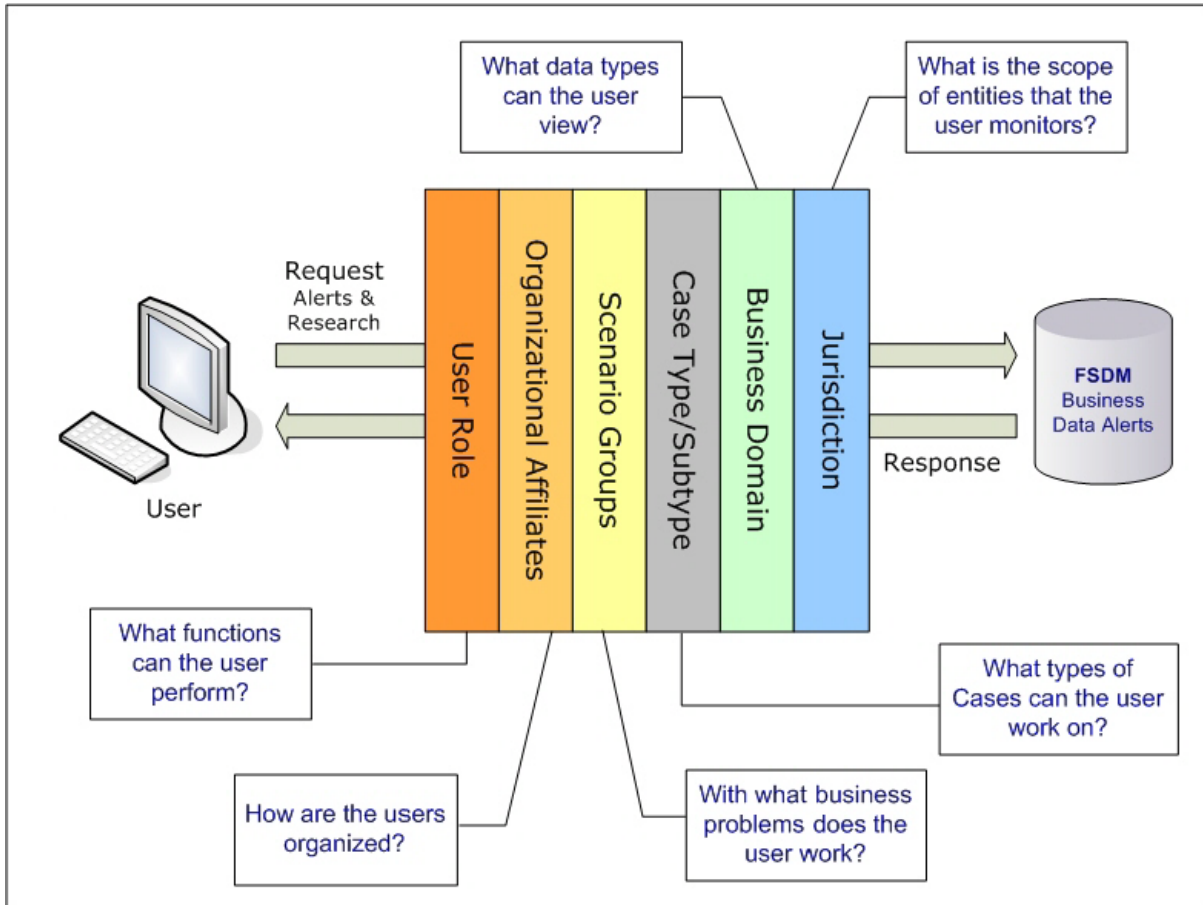 What data types
can the user
view?
What is the scope
of entities that the
user monitors?
Request
Alerts &
Research
User Role
Organizational Affiliates
Scenario Groups
Case Type/Subtype
Business Domain
Jurisdiction
FSDM
Business
Data Alerts
Response
User
What functions
can the user
perform?
What types of
Cases can the user
work on?
How are the users
organized?
With what business
problems does the
user work?